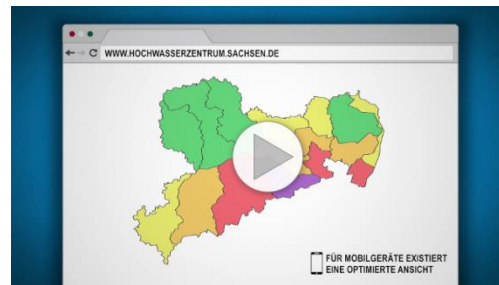 WWW.HOCHWASSERZENTRUM.SACHSEN.DE
FÜR MOBILGERÄTE EXISTIERT
EINE OPTIMIERTE ANSICHT